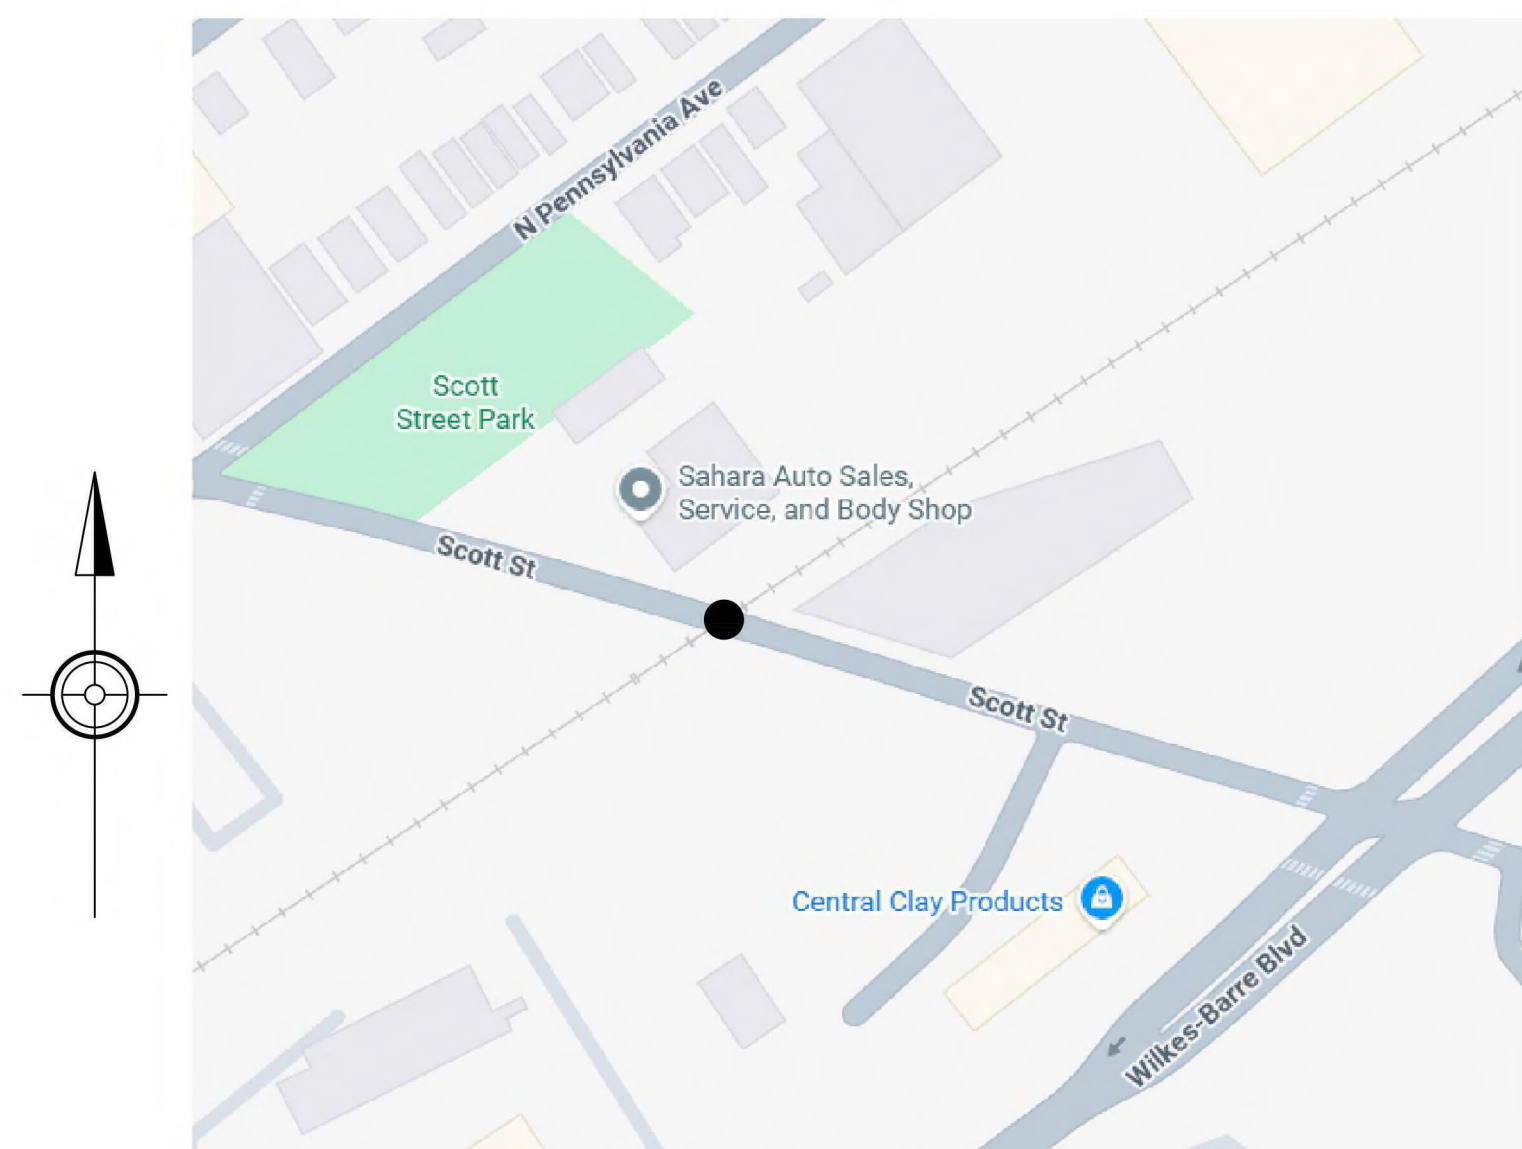 N Pennsylvania Ave
Scott
Street Park
Sahara Auto Sales,
Service, and Body Shop
Scott St
Scott St
Central Clay Products
Wilkes-Barre Blvd